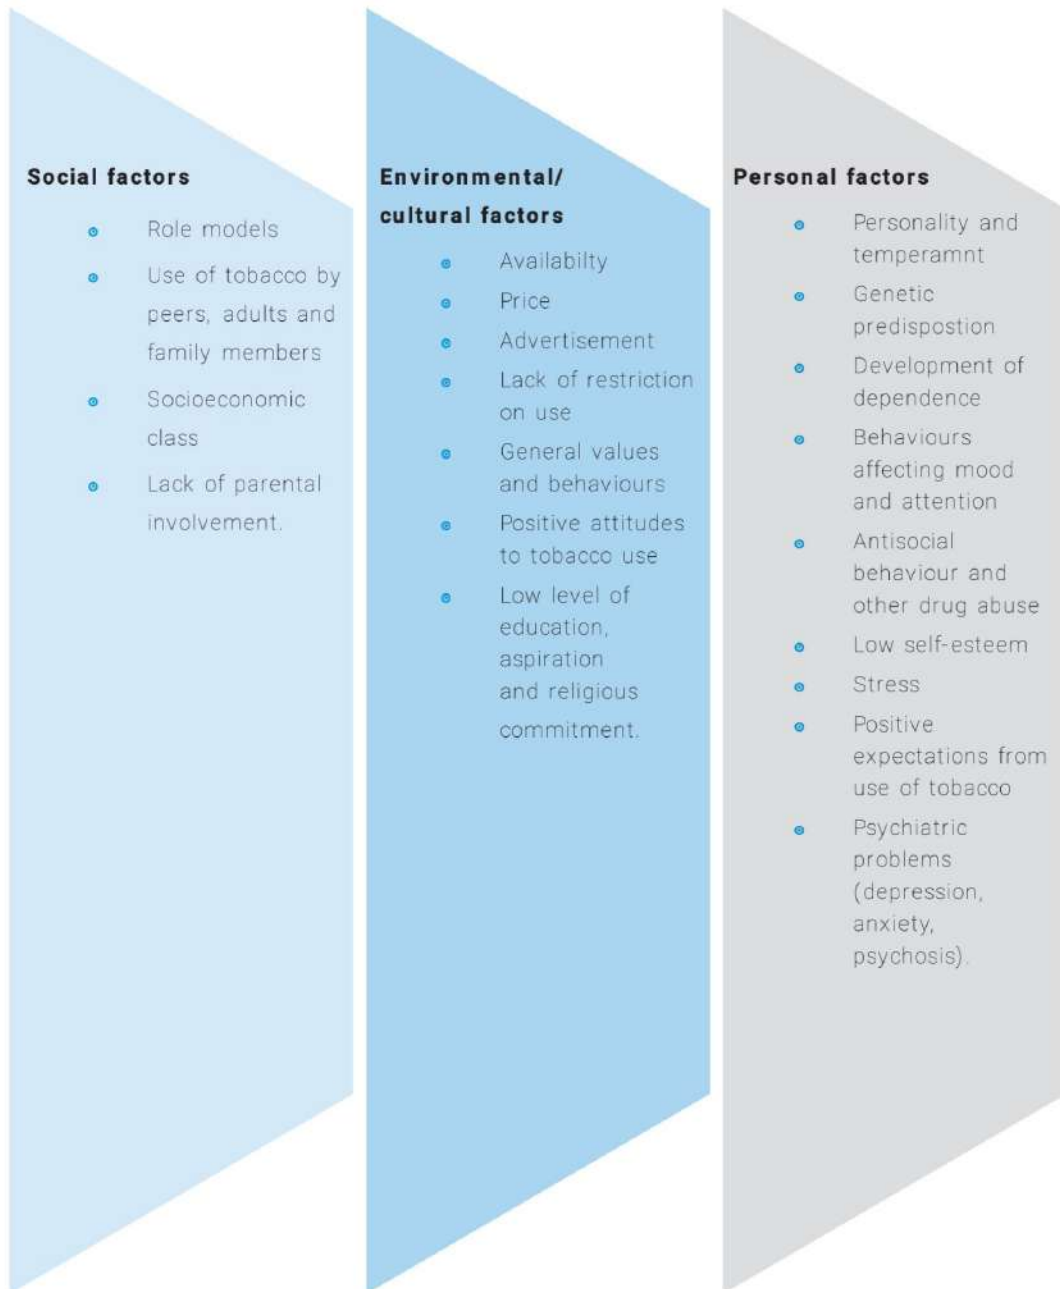 Social factors
Role models
Use of tobacco by
peers, adults and
family members
Socioeconomic
class
Lack of parental
involvement.
Environmental/
cultural factors
Availabilty
Price
Advertisement
Lack of restriction
on use
General values
and behaviours
Positive attitudes
to tobacco use
Low level of
education,
aspiration
and religious
commitment.
Personal factors
Personality and
temperamnt
Genetic
predispostion
Development of
dependence
Behaviours
affecting mood
and attention
Antisocial
behaviour and
other drug abuse
Low self-esteem
Stress
Positive
expectations from
use of tobacco
Psychiatric
problems
(depression,
anxiety,
psychosis).